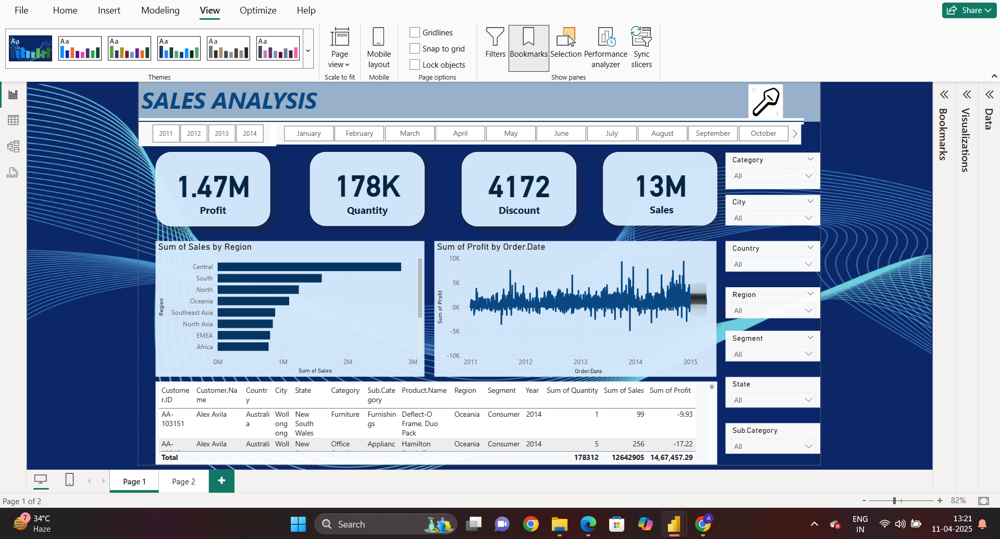 File Home Insert Modeling View Optimize Help
Share
Aa Aa Aa Aa Aa Aa
Themes
Page view
Scale to fit
Mobile layout
Mobile
Gridlines
Snap to grid
Lock objects
Page options
Filters Bookmarks Selection Performance analyzer Sync slicers
Show panes
DAX
SALES ANALYSIS
2011 2012 2013 2014
January February March April May June July August September October
1.47M
Profit
178K
Quantity
4172
Discount
13M
Sales
Category
All
City
All
Country
All
Region
All
Segment
All
State
All
Sub.Category
All
Sum of Sales by Region
Region
Central
South
North
Oceania
Southeast Asia
North Asia
EMEA
Africa
0M 1M 2M 3M
Sum of Sales
Sum of Profit by Order.Date
Sum of Profit
10K
5K
0K
-5K
-10K
2011 2012 2013 2014 2015
Order.Date
Custome Customer.Na Countr City State Category Sub.Cate Product.Name Region Segment Year Sum of Quantity Sum of Sales Sum of Profit
r.ID me y gory
AA- Alex Avila Australi Woll New Furniture Furnishin Deflect-O Oceania Consumer 2014 1 99 -9.93
103151 a ong South gs Frame, Duo
ong Wales Pack
AA- Alex Avila Australi Woll New Office Applianc Hamilton Oceania Consumer 2014 5 256 -17.22
Total 178312 12642905 14,67,457.29
Bookmarks
Visualizations
Data
Page 1 Page 2 +
Page 1 of 2
- + 82%
7
34°C
Haze
Search
A
ENG
IN
13:21
11-04-2025